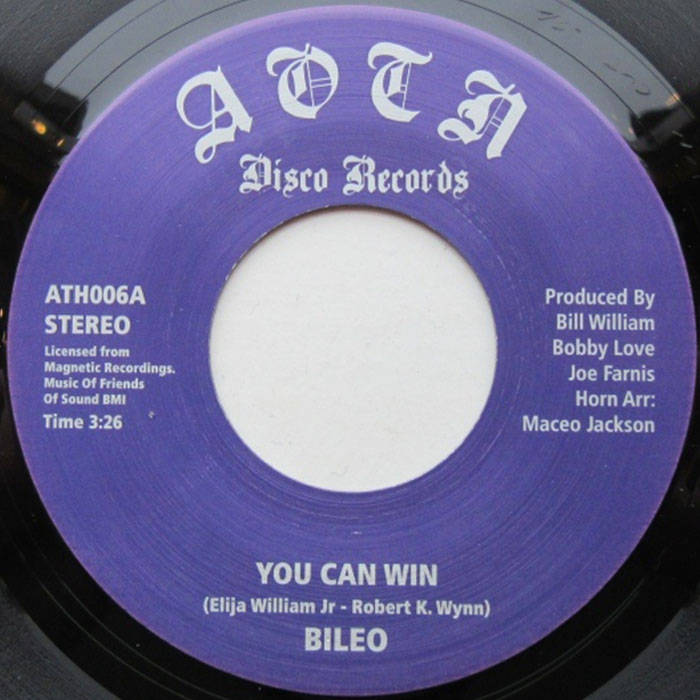 AOTN
Disco Records
ATH006A
STEREO
Licensed from
Magnetic Recordings.
Music Of Friends
Of Sound BMI
Time 3:26
Produced By
Bill William
Bobby Love
Joe Farnis
Horn Arr:
Maceo Jackson
YOU CAN WIN
(Elija William Jr - Robert K. Wynn)
BILEO